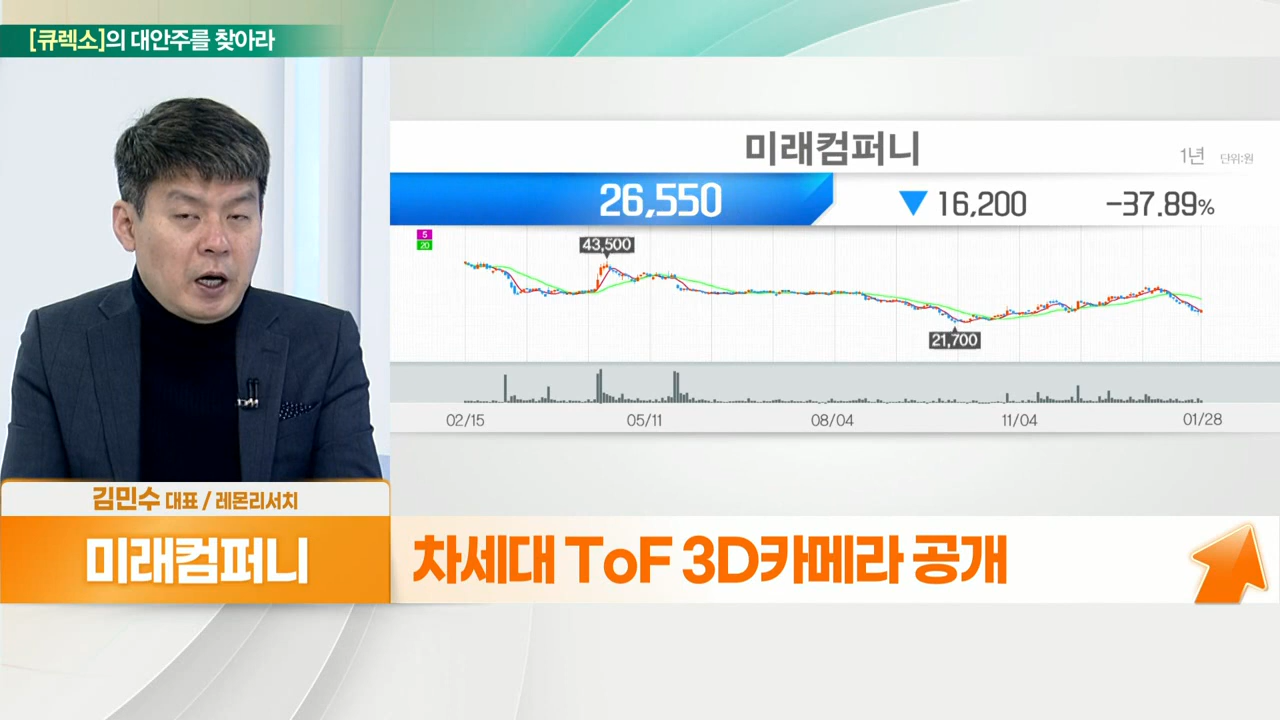 [큐렉소]의 대안주를 찾아라
미래컴퍼니
1년 단위:원
26,550 ▼ 16,200 -37.89%
5
20
43,500
21,700
02/15 05/11 08/04 11/04 01/28
김민수 대표 / 레몬리서치
미래컴퍼니
차세대 ToF 3D카메라 공개